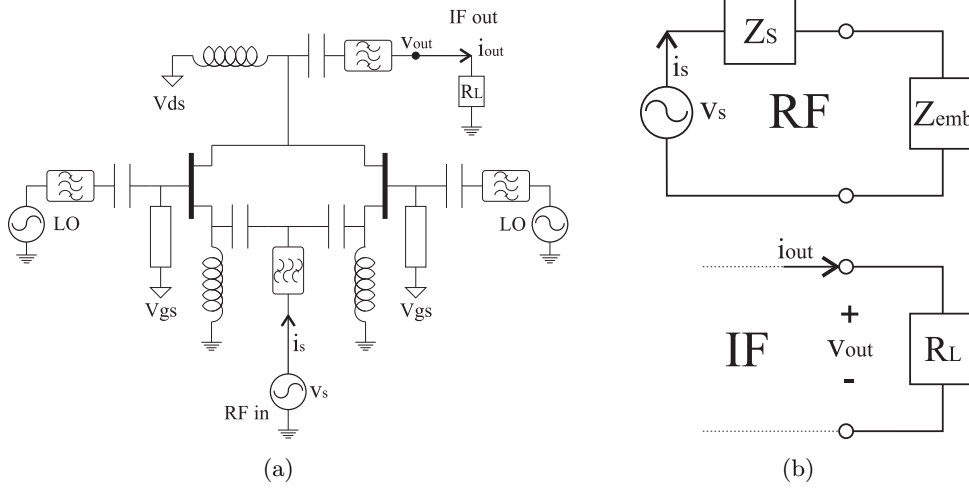 IF out
Vout
iout
RL
Vds
LO
LO
Vgs
Vgs
is
Vs
RF in
(a)
ZS
is
Vs
RF
Zemb
iout
IF
+
Vout
-
RL
(b)